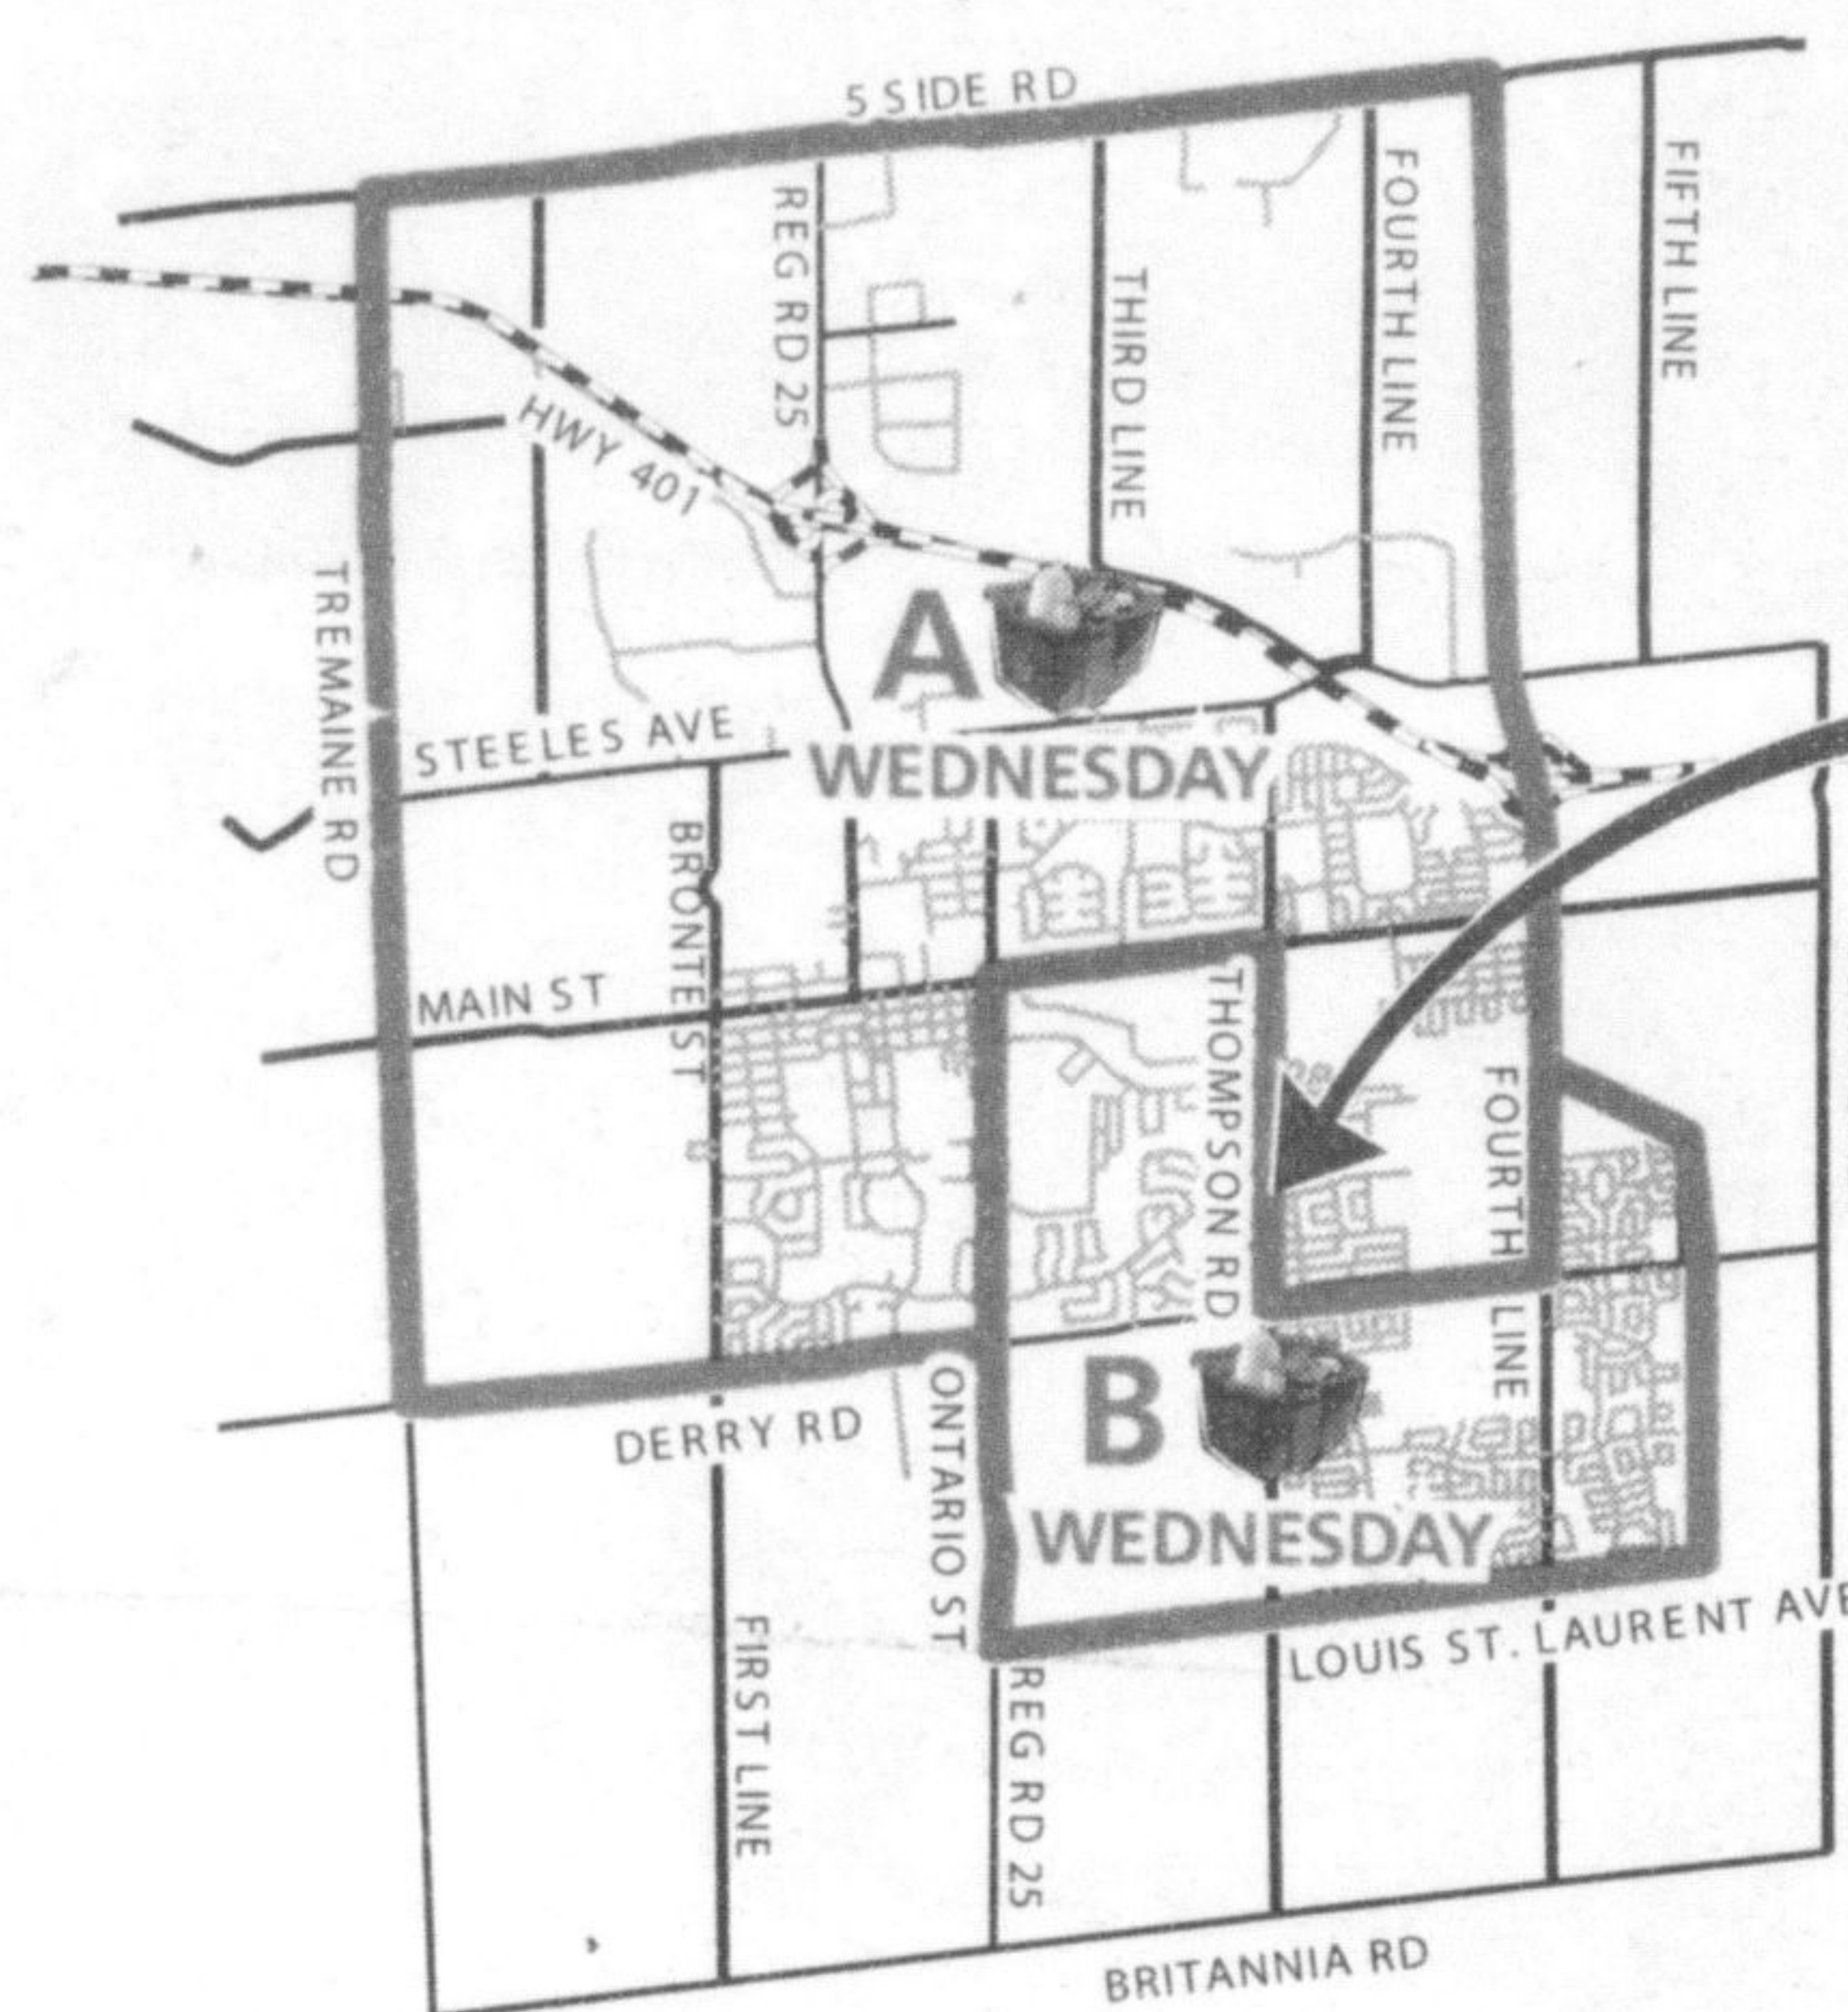 5 SIDE RD
REG RD 25
THIRD LINE
FOURTH LINE
FIFTH LINE
HWY 401
TREMAINE RD
A
WEDNESDAY
STEELES AVE
BRONTE ST
MAIN ST
THOMPSON RD
FOURTH LINE
DERRY RD
ONTARIO ST
B
WEDNESDAY
LOUIS ST. LAURENT AVE
FIRST LINE
REG RD 25
BRITANNIA RD